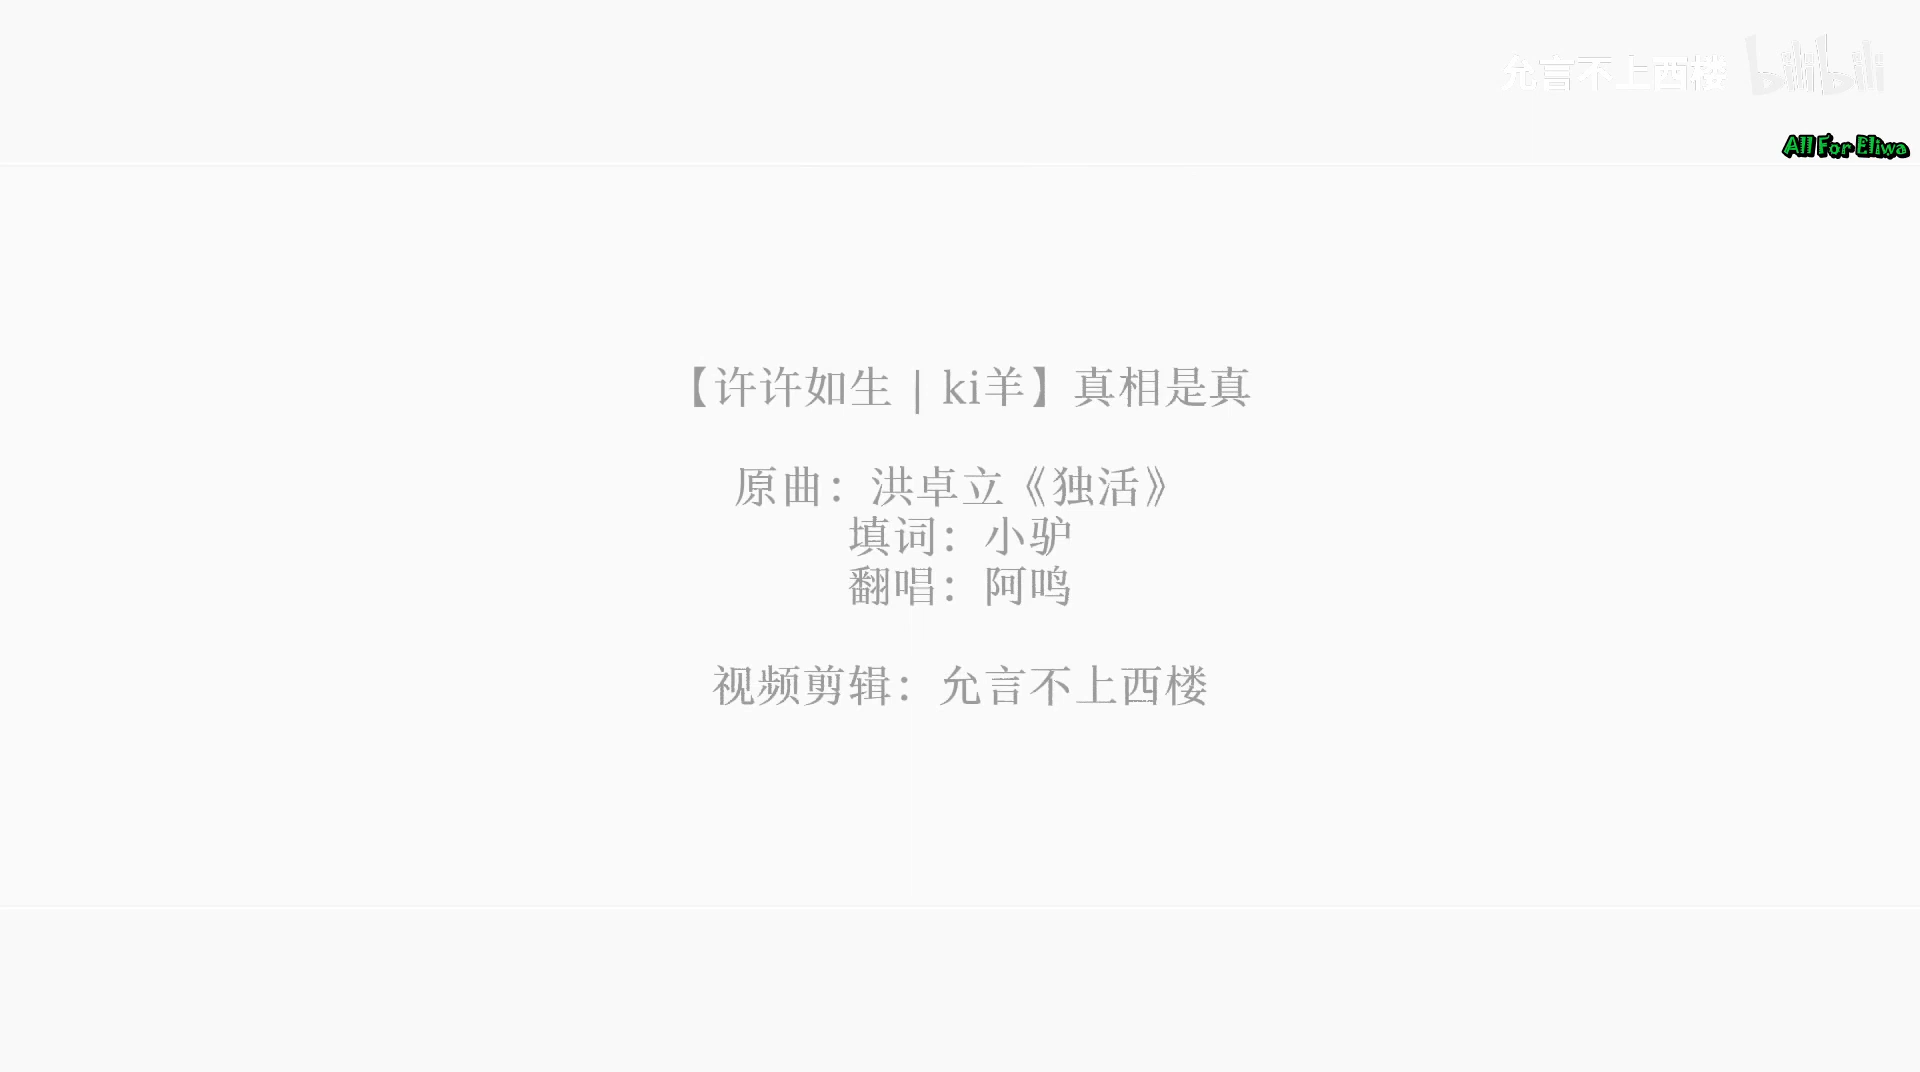 允言不上西楼 bilibili
All For Eliwa
【许许如生 | ki羊】真相是真
原曲：洪卓立《独活》
填词：小驴
翻唱：阿鸣
视频剪辑：允言不上西楼